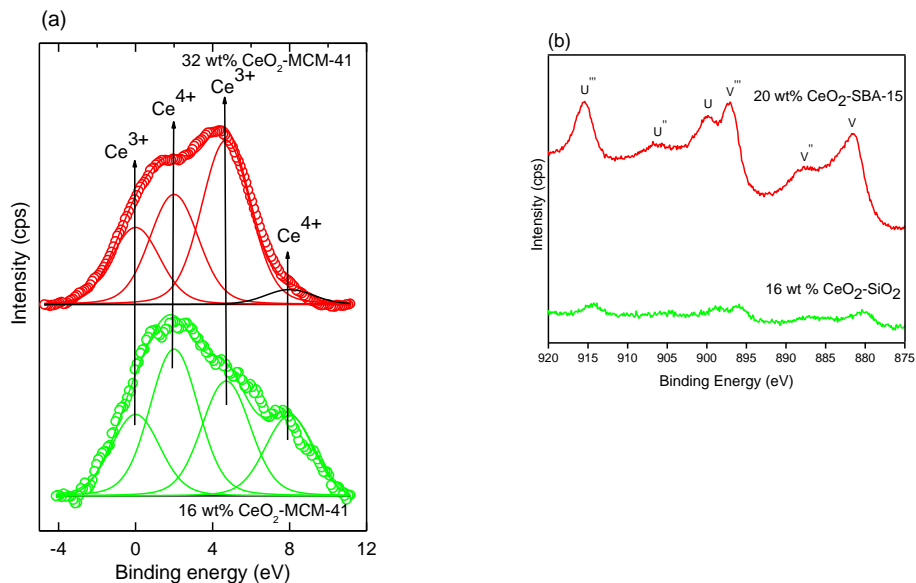 (a)
32 wt% CeO₂-MCM-41
Ce³⁺
Ce⁴⁺
Ce³⁺
Ce⁴⁺
Intensity (cps)
16 wt% CeO₂-MCM-41
-4 0 4 8 12
Binding energy (eV)
(b)
U''' U'' U V''' V'' V
20 wt% CeO₂-SBA-15
Intensity (cps)
16 wt % CeO₂-SiO₂
920 915 910 905 900 895 890 885 880 875
Binding Energy (eV)